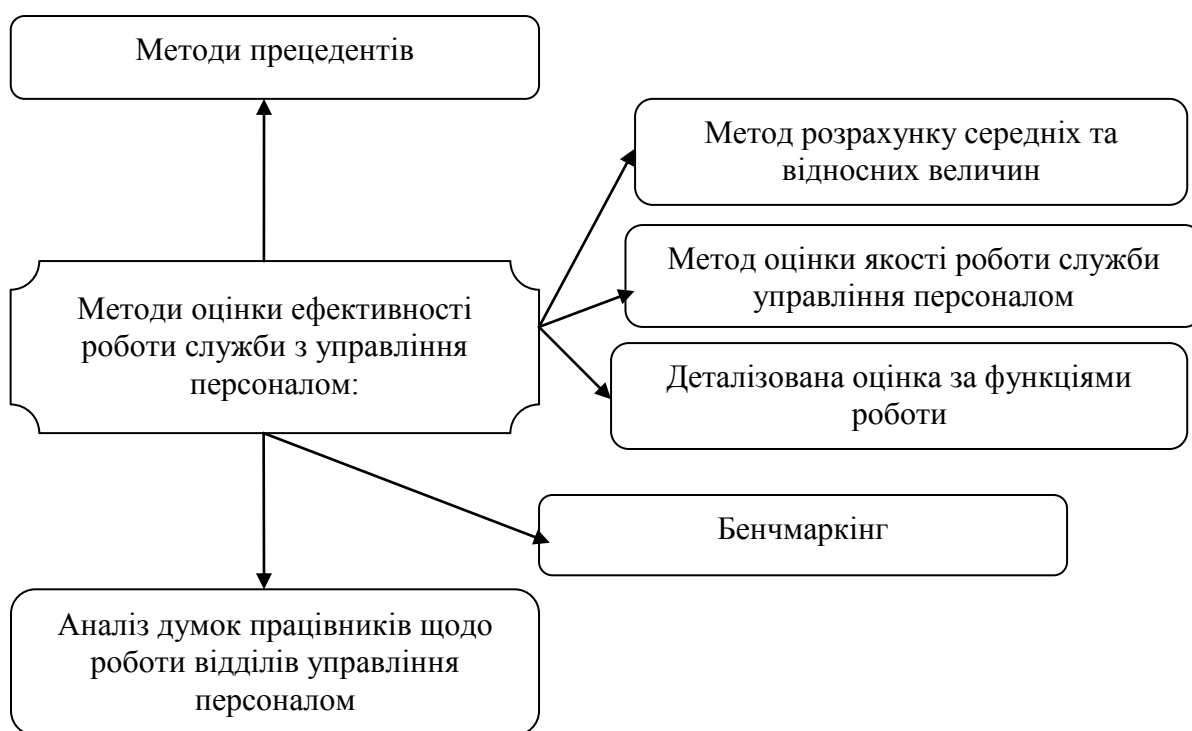 Методи прецедентів
Метод розрахунку середніх та
відносних величин
Метод оцінки якості роботи служби
управління персоналом
Методи оцінки ефективності
роботи служби з управління
персоналом:
Деталізована оцінка за функціями
роботи
Бенчмаркінг
Аналіз думок працівників щодо
роботи відділів управління
персоналом